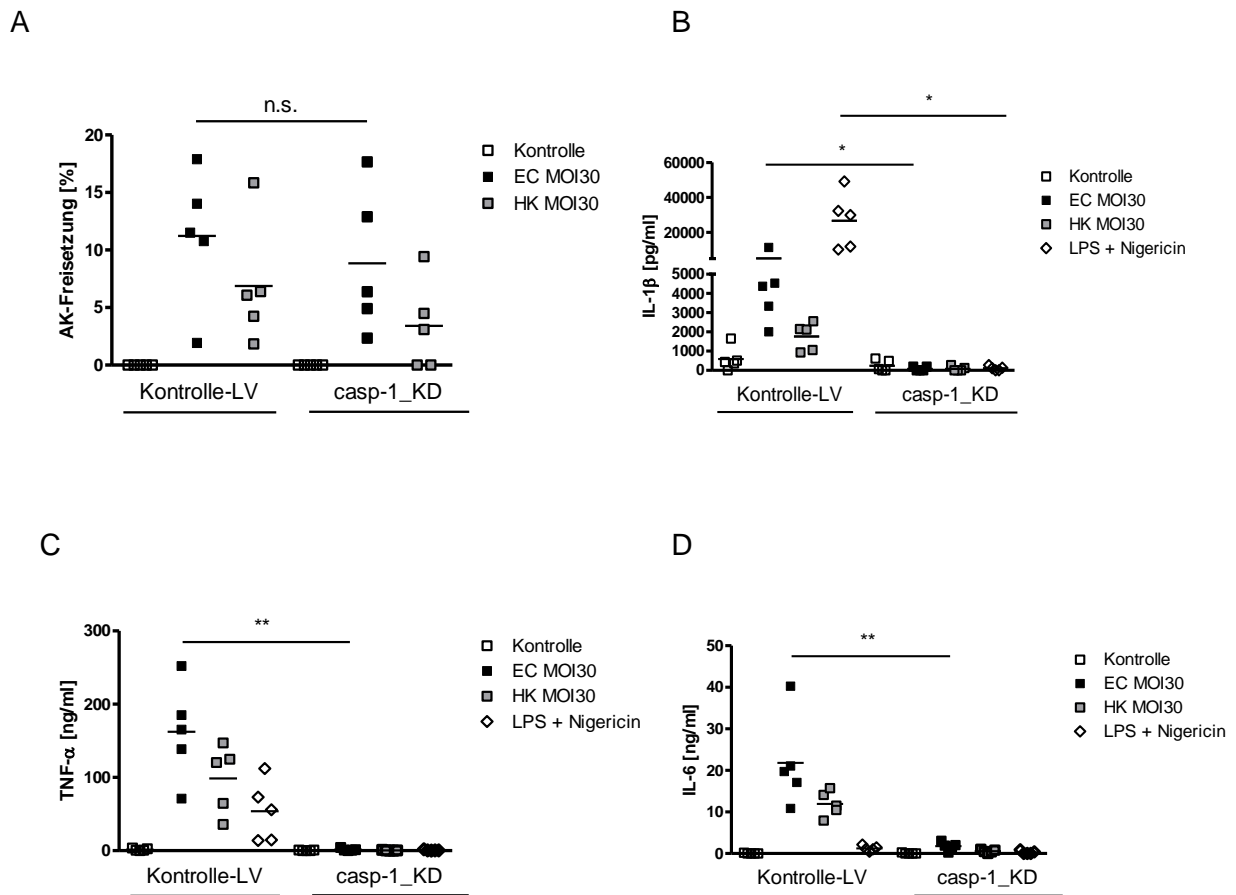 A
n.s.
AK-Freisetzung [%]
20
15
10
5
0
Kontrolle
EC MOI30
HK MOI30
Kontrolle-LV
casp-1_KD
B
*
*
IL-1β [pg/ml]
60000
40000
20000
5000
4000
3000
2000
1000
0
Kontrolle
EC MOI30
HK MOI30
LPS + Nigericin
Kontrolle-LV
casp-1_KD
C
**
TNF-α [ng/ml]
300
200
100
0
Kontrolle
EC MOI30
HK MOI30
LPS + Nigericin
Kontrolle-LV
casp-1_KD
D
**
IL-6 [ng/ml]
50
40
30
20
10
0
Kontrolle
EC MOI30
HK MOI30
LPS + Nigericin
Kontrolle-LV
casp-1_KD